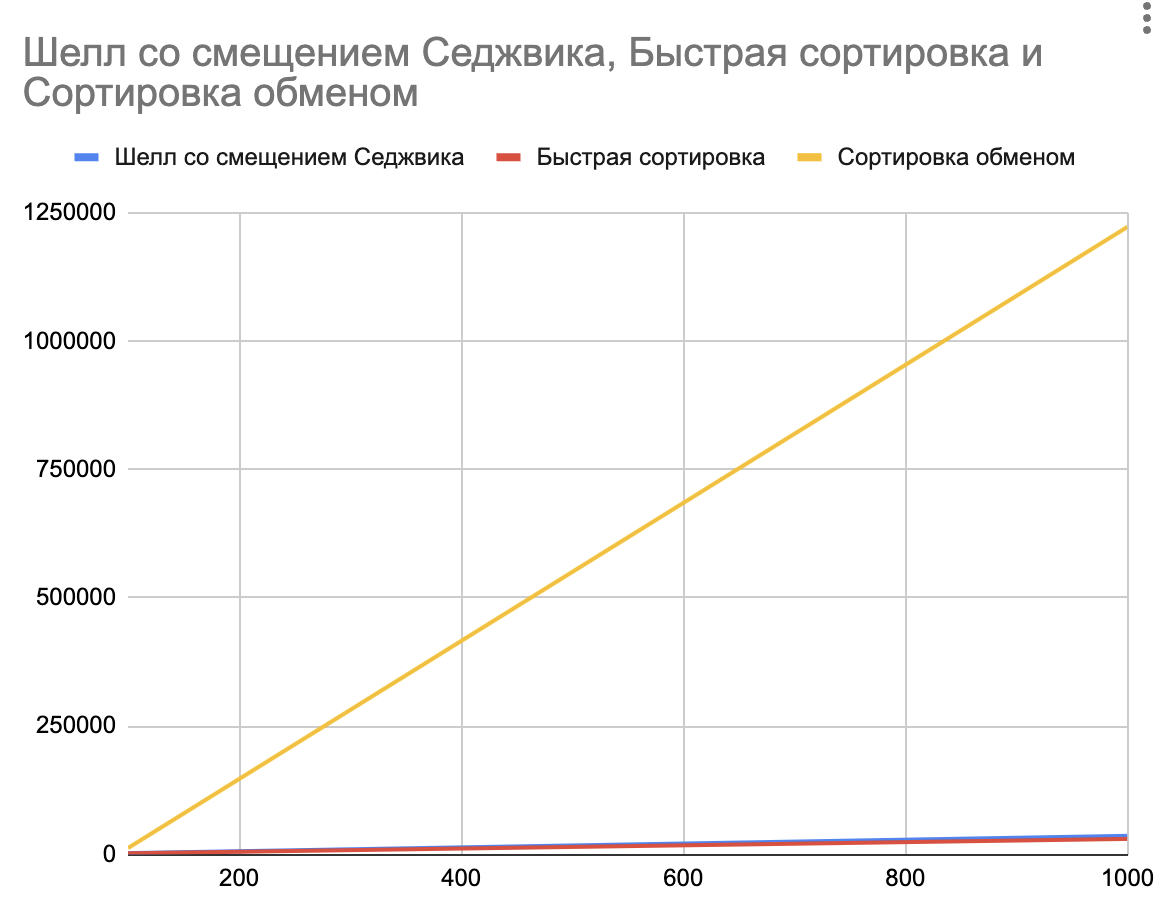 Шелл со смещением Седжвика, Быстрая сортировка и
Сортировка обменом
Шелл со смещением Седжвика
Быстрая сортировка
Сортировка обменом
1250000
1000000
750000
500000
250000
0
200
400
600
800
1000